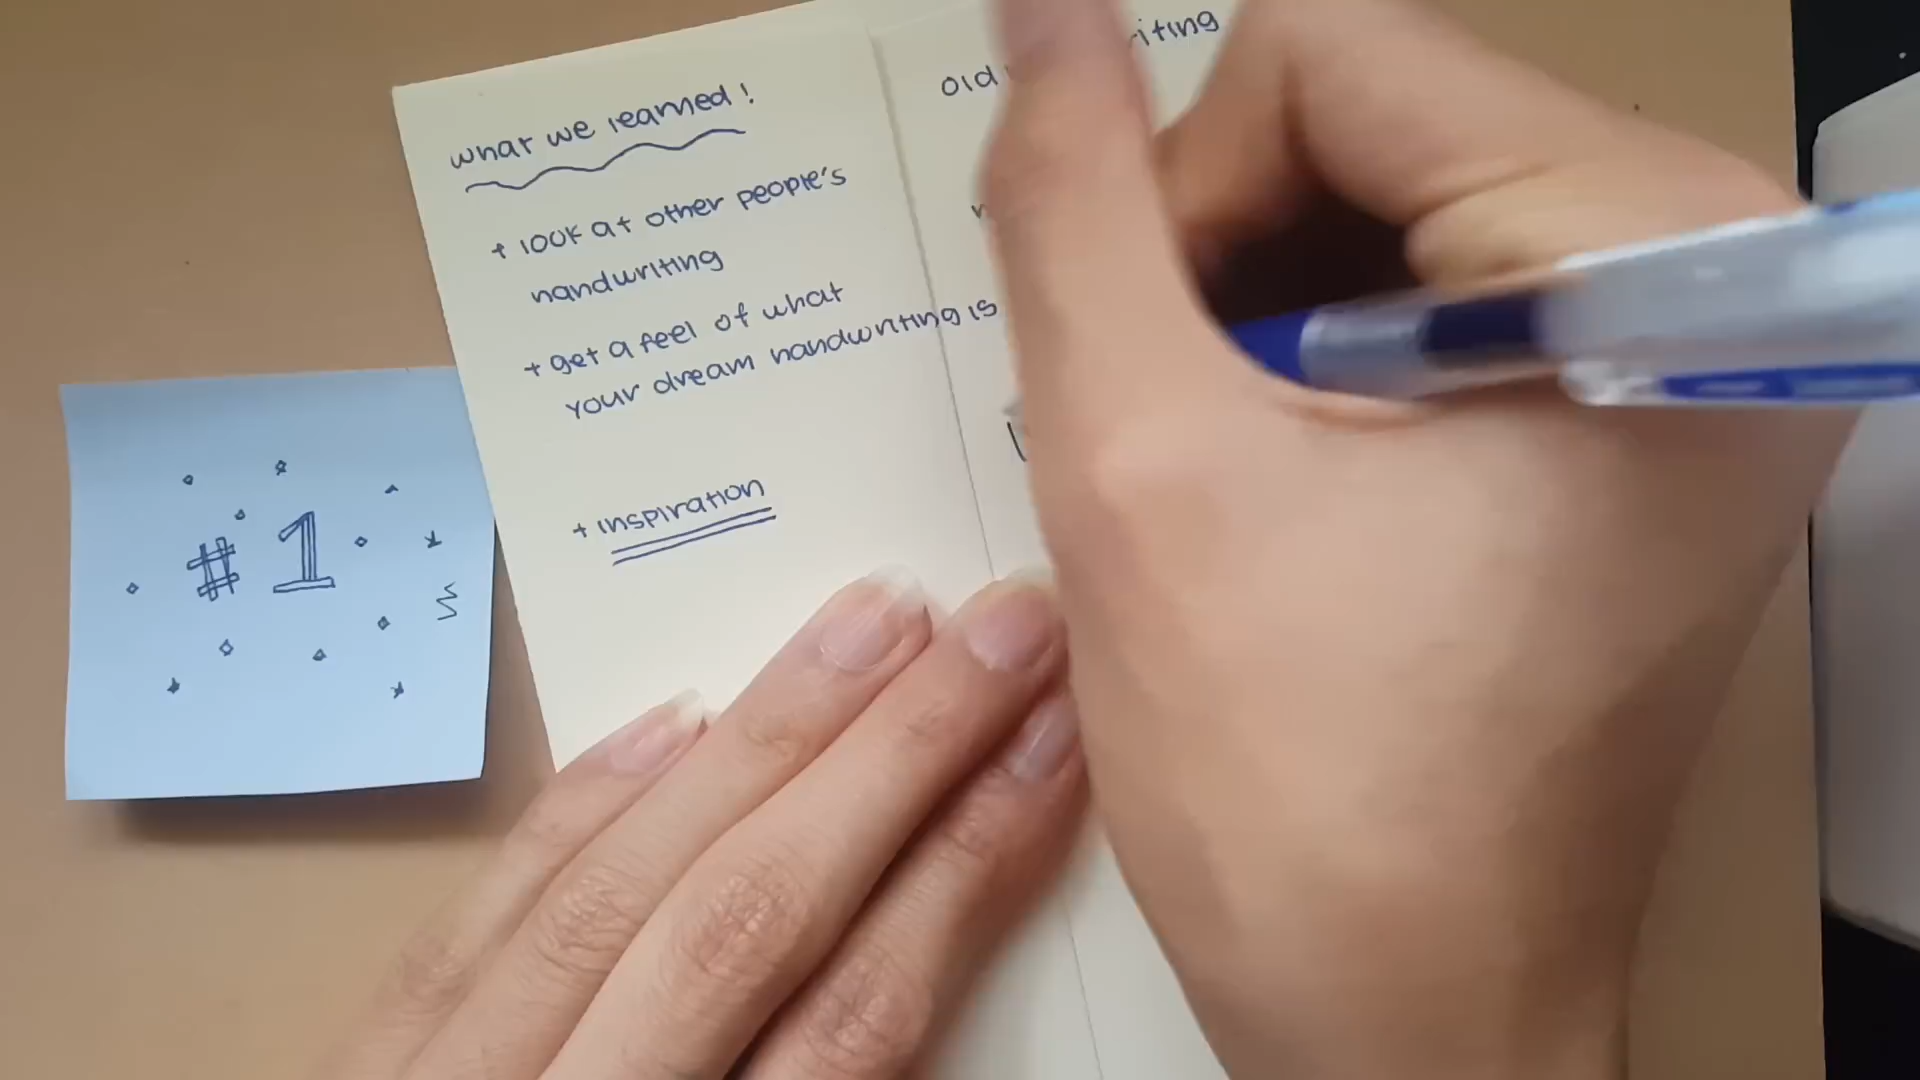 what we learned!
+ look at other people's
handwriting
+ get a feel of what
your dream handwriting is
+ inspiration
old
#1